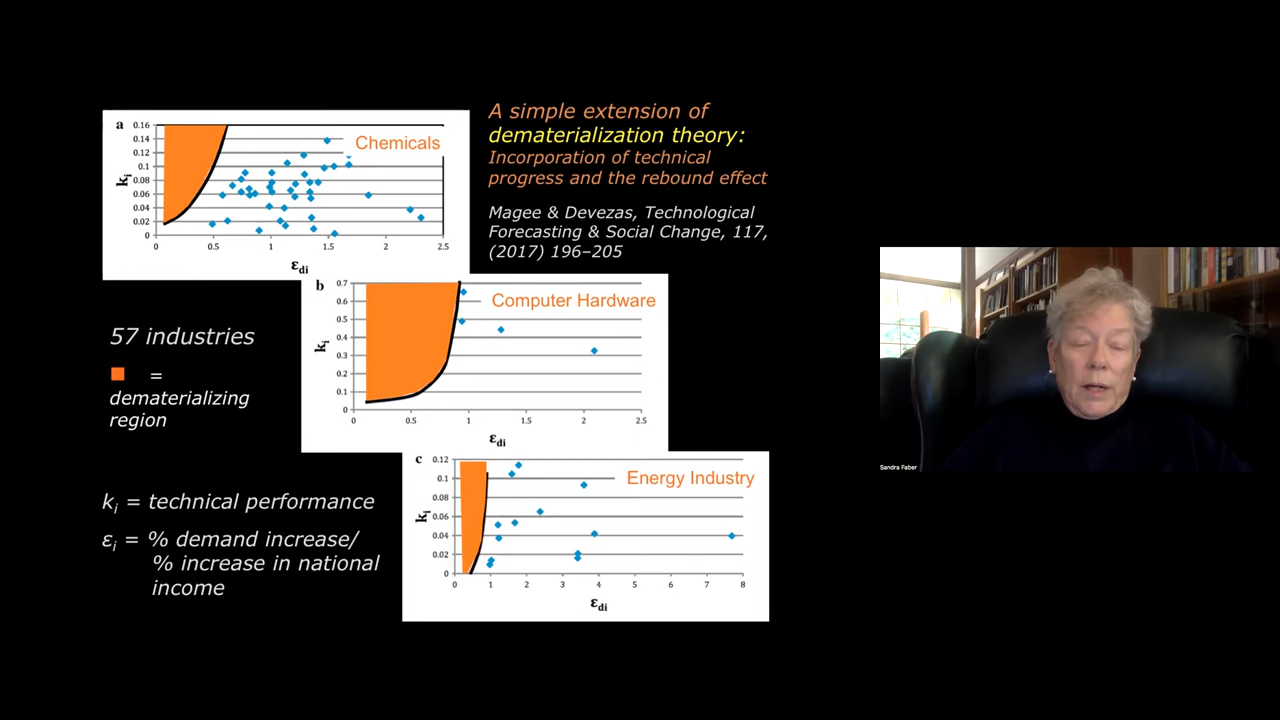 A simple extension of
dematerialization theory:
Incorporation of technical
progress and the rebound effect
Magee & Devezas, Technological
Forecasting & Social Change, 117,
(2017) 196–205
a
Chemicals
kᵢ
0.16
0.14
0.12
0.1
0.08
0.06
0.04
0.02
0
0 0.5 1 1.5 2 2.5
εdi
b
Computer Hardware
kᵢ
0.7
0.6
0.5
0.4
0.3
0.2
0.1
0
0 0.5 1 1.5 2 2.5
εdi
57 industries
=
dematerializing
region
c
Energy Industry
kᵢ
0.12
0.1
0.08
0.06
0.04
0.02
0
0 1 2 3 4 5 6 7 8
εdi
kᵢ = technical performance
εᵢ = % demand increase/
% increase in national
income
Sandra Faber